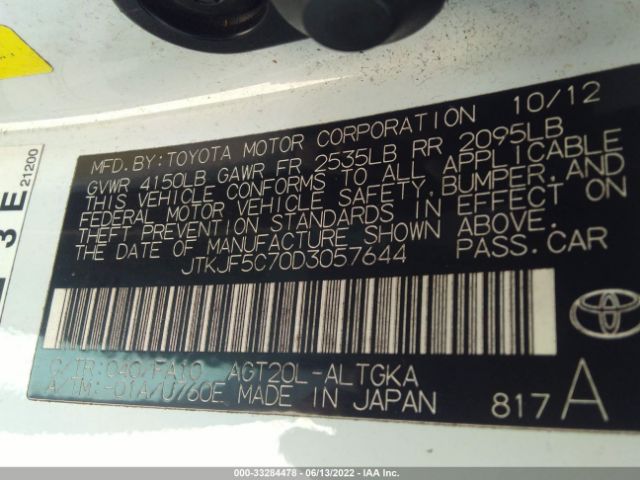 10/12
MFD. BY: TOYOTA MOTOR CORPORATION
GVWR 4150LB GAWR FR 2535LB RR 2095LB
THIS VEHICLE CONFORMS TO ALL APPLICABLE
FEDERAL MOTOR VEHICLE SAFETY, BUMPER, AND
THEFT PREVENTION STANDARDS IN EFFECT ON
THE DATE OF MANUFACTURE SHOWN ABOVE.
JTKJF5C70D3057644 PASS.CAR
C/TR: 040/FA10 AGT20L-ALTGKA
A/TM: -01A/U760E MADE IN JAPAN
817A
3E
21200
000-33284478 - 06/13/2022 - IAA Inc.